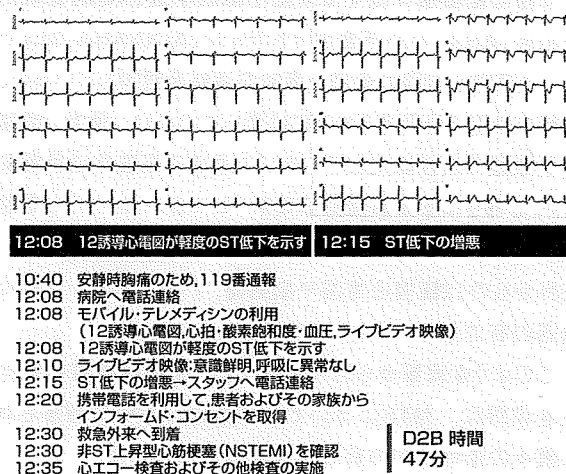 12:08 12誘導心電図が軽度のST低下を示す
12:15 ST低下の増悪
10:40 安静時胸痛のため,119番通報
12:08 病院へ電話連絡
12:08 モバイル・テレメディシンの利用
(12誘導心電図,心拍・酸素飽和度・血圧,ライブビデオ映像)
12:08 12誘導心電図が軽度のST低下を示す
12:10 ライブビデオ映像:意識鮮明,呼吸に異常なし
12:15 ST低下の増悪→スタッフへ電話連絡
12:20 携帯電話を利用して,患者およびその家族から
インフォームド・コンセントを取得
12:30 救急外来へ到着
12:30 非ST上昇型心筋梗塞(NSTEMI)を確認
12:35 心エコー検査およびその他検査の実施
D2B 時間
47分